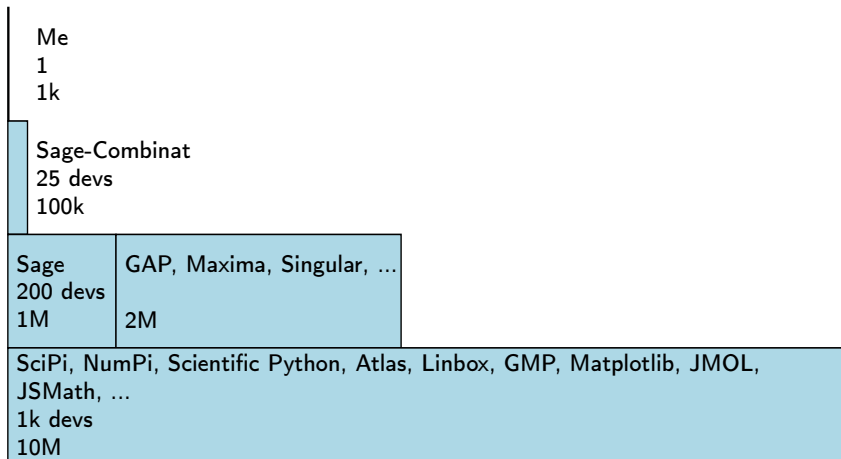 Me
1
1k
Sage-Combinat
25 devs
100k
Sage
200 devs
1M
GAP, Maxima, Singular, ...
2M
SciPi, NumPi, Scientific Python, Atlas, Linbox, GMP, Matplotlib, JMOL,
JSMath, ...
1k devs
10M